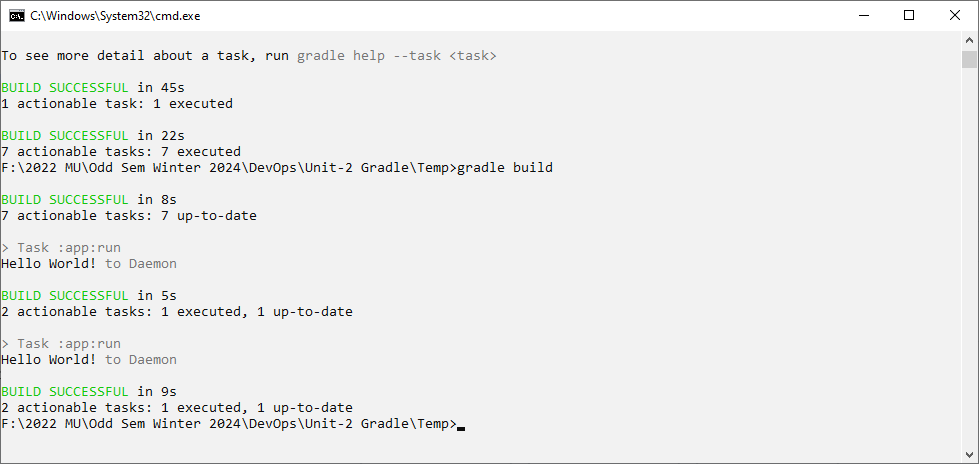 C:\Windows\System32\cmd.exe
To see more detail about a task, run gradle help --task <task>
BUILD SUCCESSFUL in 45s
1 actionable task: 1 executed
BUILD SUCCESSFUL in 22s
7 actionable tasks: 7 executed
F:\2022 MU\Odd Sem Winter 2024\DevOps\Unit-2 Gradle\Temp>gradle build
BUILD SUCCESSFUL in 8s
7 actionable tasks: 7 up-to-date
> Task :app:run
Hello World! to Daemon
BUILD SUCCESSFUL in 5s
2 actionable tasks: 1 executed, 1 up-to-date
> Task :app:run
Hello World! to Daemon
BUILD SUCCESSFUL in 9s
2 actionable tasks: 1 executed, 1 up-to-date
F:\2022 MU\Odd Sem Winter 2024\DevOps\Unit-2 Gradle\Temp>